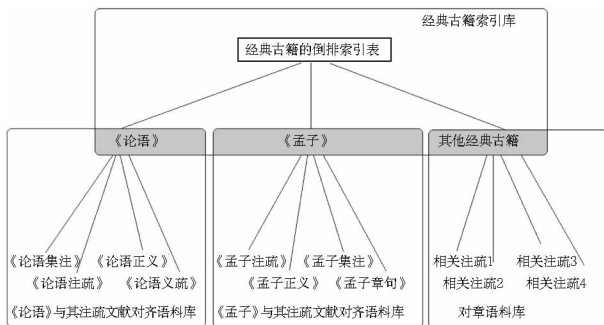 经典古籍索引库
经典古籍的倒排索引表
《论语》
《孟子》
其他经典古籍
《论语集注》
《论语正义》
《论语注疏》
《论语义疏》
《论语》与其注疏文献对齐语料库
《孟子注疏》
《孟子集注》
《孟子正义》
《孟子章句》
《孟子》与其注疏文献对齐语料库
相关注疏1
相关注疏3
相关注疏2
相关注疏4
对章语料库